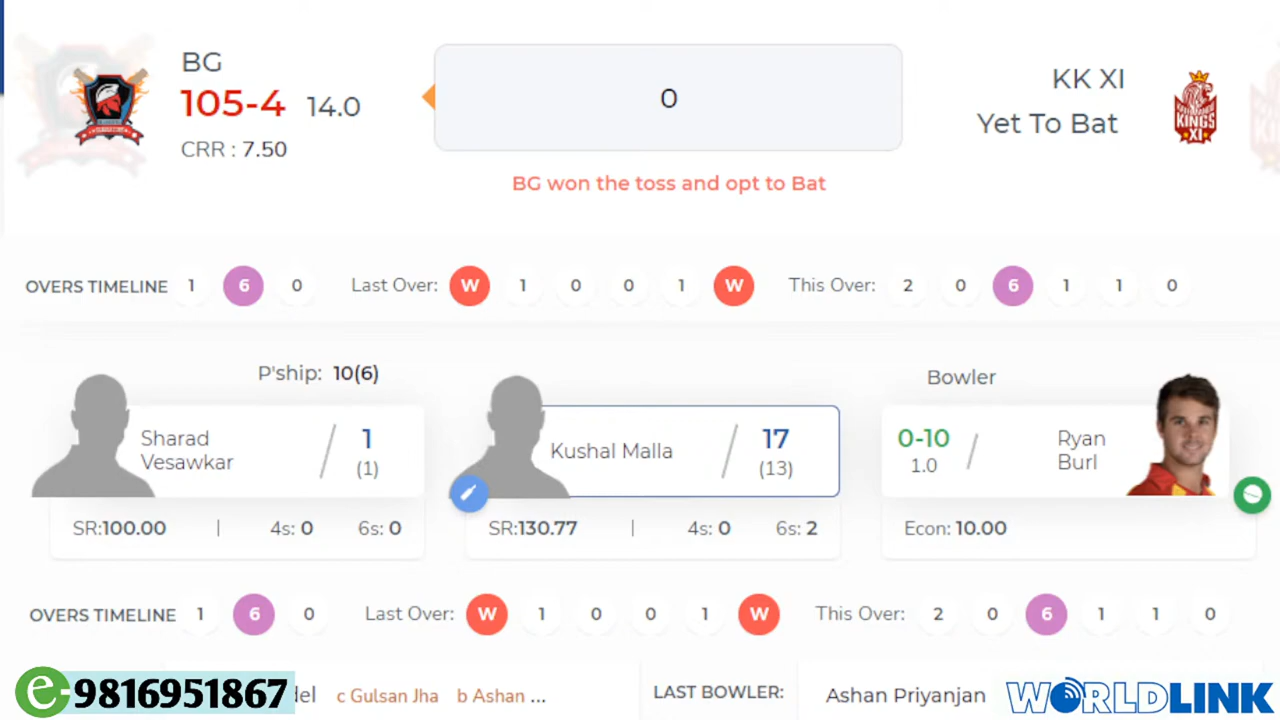 BG
105-4 14.0
CRR : 7.50
0
BG won the toss and opt to Bat
KK XI
Yet To Bat
KINGS
XI
OVERS TIMELINE 1 6 0 Last Over: W 1 0 0 1 W This Over: 2 0 6 1 1 0
P'ship: 10(6)
Sharad
Vesawkar
1
(1)
SR:100.00 | 4s: 0 6s: 0
Kushal Malla
17
(13)
SR:130.77 | 4s: 0 6s: 2
Bowler
0-10
1.0
Ryan
Burl
Econ: 10.00
OVERS TIMELINE 1 6 0 Last Over: W 1 0 0 1 W This Over: 2 0 6 1 1 0
e-9816951867
del c Gulsan Jha b Ashan ...
LAST BOWLER: Ashan Priyanjan
WORLDLINK